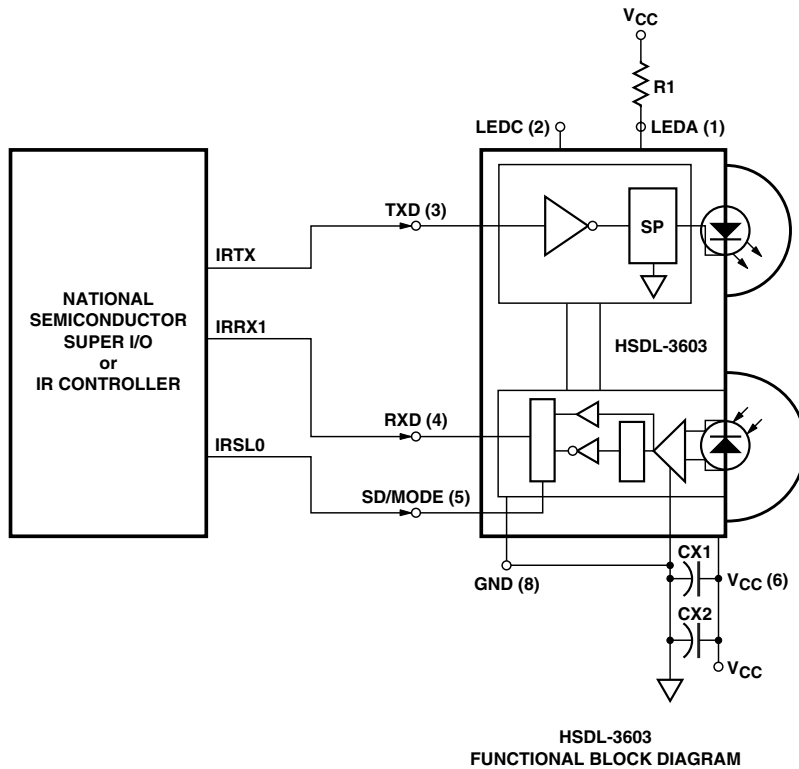 VCC
R1
LEDC (2)
LEDA (1)
TXD (3)
SP
IRTX
NATIONAL
SEMICONDUCTOR
SUPER I/O
or
IR CONTROLLER
IRRX1
HSDL-3603
RXD (4)
IRSL0
SD/MODE (5)
CX1
GND (8)
VCC (6)
CX2
VCC
HSDL-3603
FUNCTIONAL BLOCK DIAGRAM